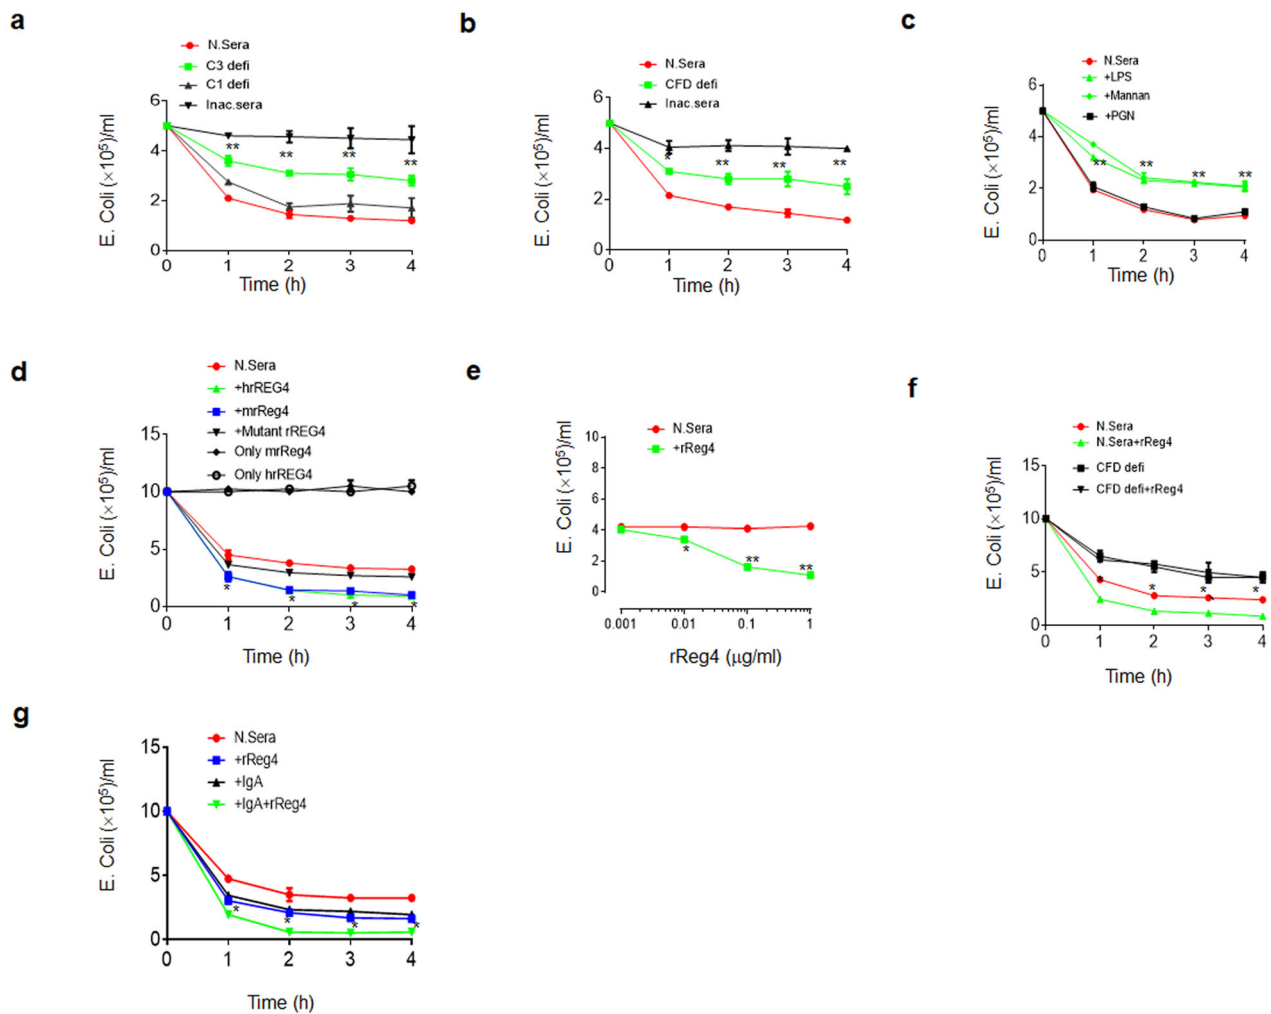 a
N.Sera
C3 defi
C1 defi
Inac.sera
E. Coli (×10⁵)/ml
6
4
2
0
** ** ** **
0 1 2 3 4
Time (h)
b
N.Sera
CFD defi
Inac.sera
E. Coli (×10⁵)/ml
6
4
2
0
* ** ** **
0 1 2 3 4
Time (h)
c
N.Sera
+LPS
+Mannan
+PGN
E. Coli (×10⁵)/ml
6
4
2
0
** ** ** **
0 1 2 3 4
Time (h)
d
N.Sera
+hrREG4
+mrReg4
+Mutant rREG4
Only mrReg4
Only hrREG4
E. Coli (×10⁵)/ml
15
10
5
0
* * * *
0 1 2 3 4
Time (h)
e
N.Sera
+rReg4
E. Coli (×10⁵)/ml
10
8
6
4
2
0
* ** **
0.001 0.01 0.1 1
rReg4 (μg/ml)
f
N.Sera
N.Sera+rReg4
CFD defi
CFD defi+rReg4
E. Coli (×10⁵)/ml
15
10
5
0
* * *
0 1 2 3 4
Time (h)
g
N.Sera
+rReg4
+IgA
+IgA+rReg4
E. Coli (×10⁵)/ml
15
10
5
0
* * * *
0 1 2 3 4
Time (h)